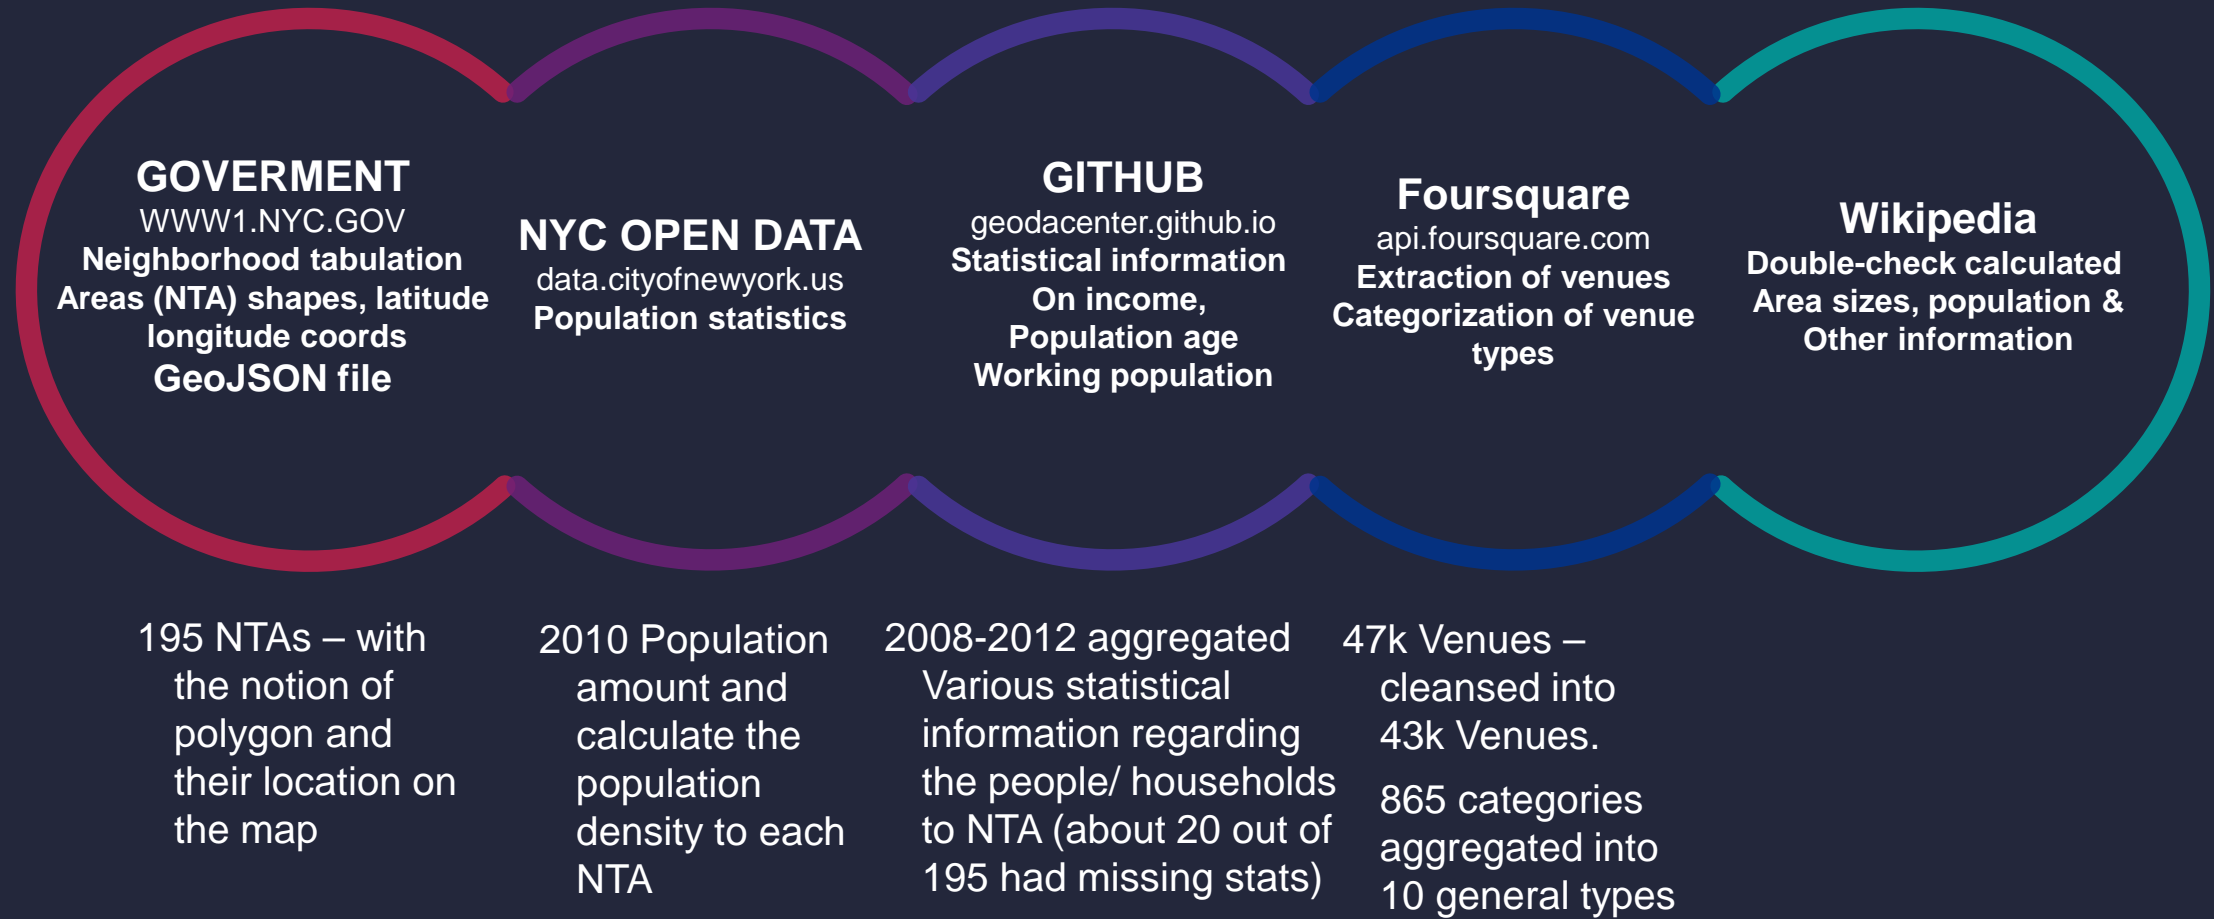 GOVERMENT
WWW1.NYC.GOV
Neighborhood tabulation
Areas (NTA) shapes, latitude
longitude coords
GeoJSON file
NYC OPEN DATA
data.cityofnewyork.us
Population statistics
GITHUB
geodacenter.github.io
Statistical information
On income,
Population age
Working population
Foursquare
api.foursquare.com
Extraction of venues
Categorization of venue
types
Wikipedia
Double-check calculated
Area sizes, population &
Other information
195 NTAs – with
the notion of
polygon and
their location on
the map
2010 Population
amount and
calculate the
population
density to each
NTA
2008-2012 aggregated
Various statistical
information regarding
the people/ households
to NTA (about 20 out of
195 had missing stats)
47k Venues –
cleansed into
43k Venues.
865 categories
aggregated into
10 general types